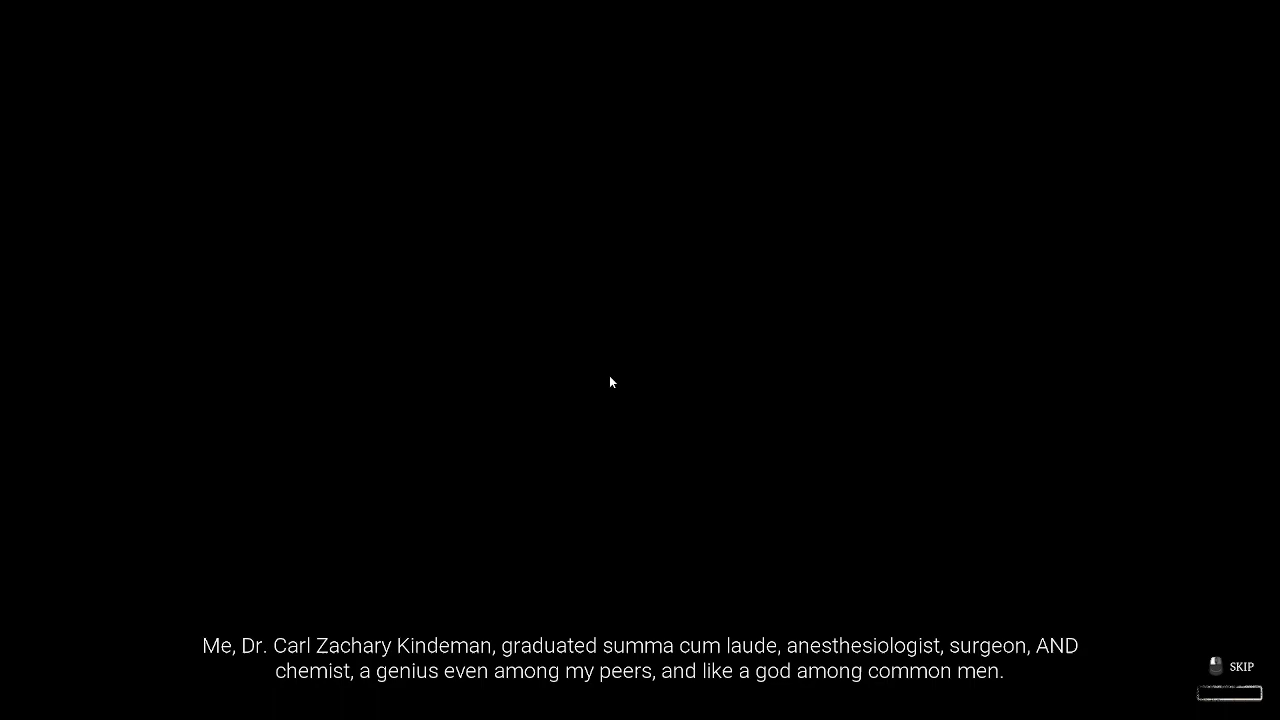 Me, Dr. Carl Zachary Kindeman, graduated summa cum laude, anesthesiologist, surgeon, AND
chemist, a genius even among my peers, and like a god among common men.
SKIP